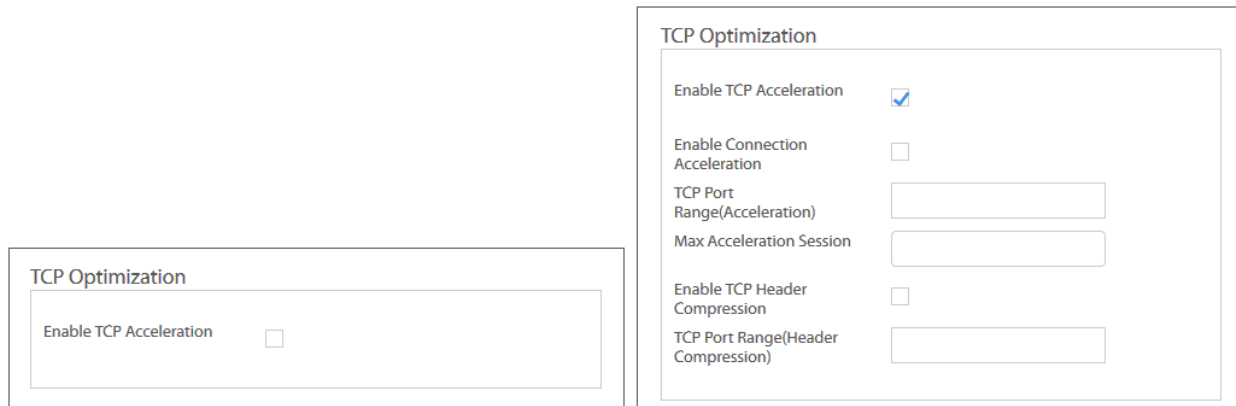 TCP Optimization
Enable TCP Acceleration
TCP Optimization
Enable TCP Acceleration
Enable Connection
Acceleration
TCP Port
Range(Acceleration)
Max Acceleration Session
Enable TCP Header
Compression
TCP Port Range(Header
Compression)